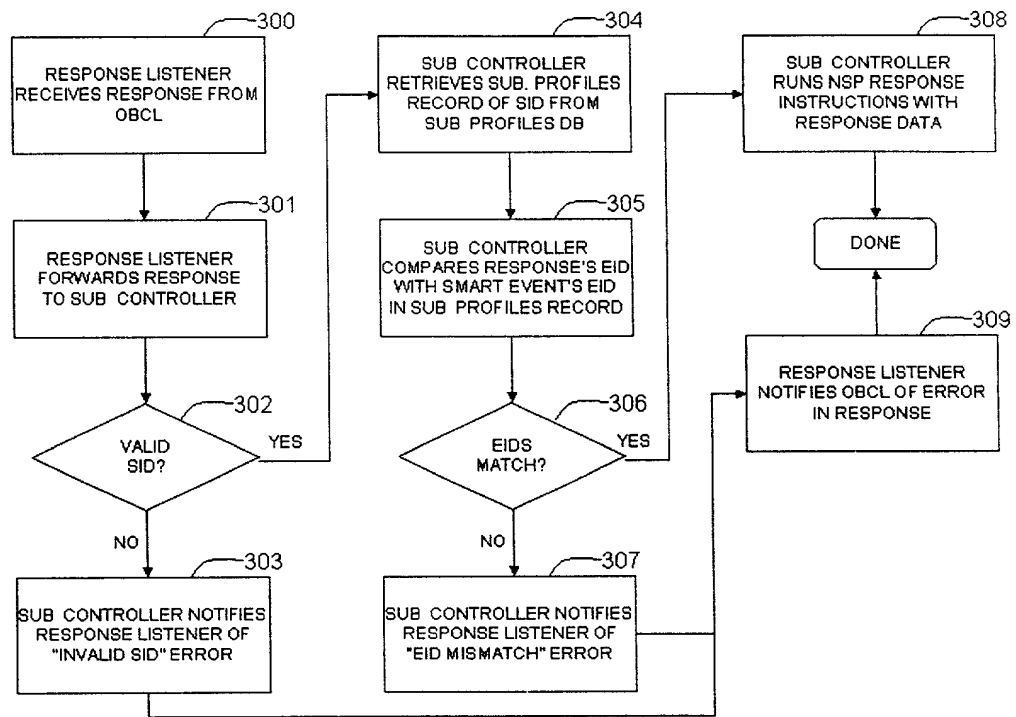 300
RESPONSE LISTENER
RECEIVES RESPONSE FROM
OBCL
301
RESPONSE LISTENER
FORWARDS RESPONSE
TO SUB CONTROLLER
302
VALID
SID?
YES
NO
303
SUB CONTROLLER NOTIFIES
RESPONSE LISTENER OF
"INVALID SID" ERROR
304
SUB CONTROLLER
RETRIEVES SUB. PROFILES
RECORD OF SID FROM
SUB PROFILES DB
305
SUB CONTROLLER
COMPARES RESPONSE'S EID
WITH SMART EVENT'S EID
IN SUB PROFILES RECORD
306
EIDS
MATCH?
YES
NO
307
SUB CONTROLLER NOTIFIES
RESPONSE LISTENER OF
"EID MISMATCH" ERROR
308
SUB CONTROLLER
RUNS NSP RESPONSE
INSTRUCTIONS WITH
RESPONSE DATA
DONE
309
RESPONSE LISTENER
NOTIFIES OBCL OF ERROR
IN RESPONSE